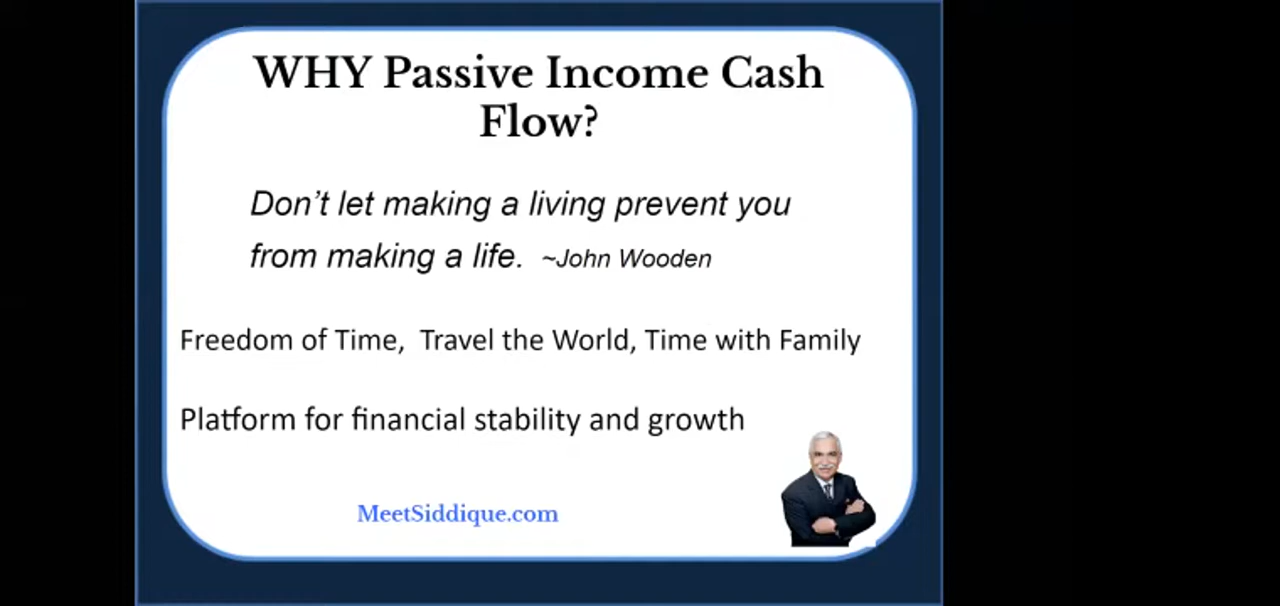 WHY Passive Income Cash
Flow?
Don’t let making a living prevent you
from making a life. ~John Wooden
Freedom of Time, Travel the World, Time with Family
Platform for financial stability and growth
MeetSiddique.com